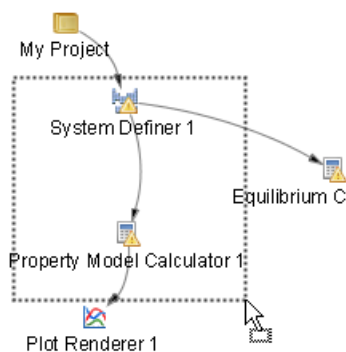 My Project
System Definer 1
Equilibrium C
Property Model Calculator 1
Plot Renderer 1